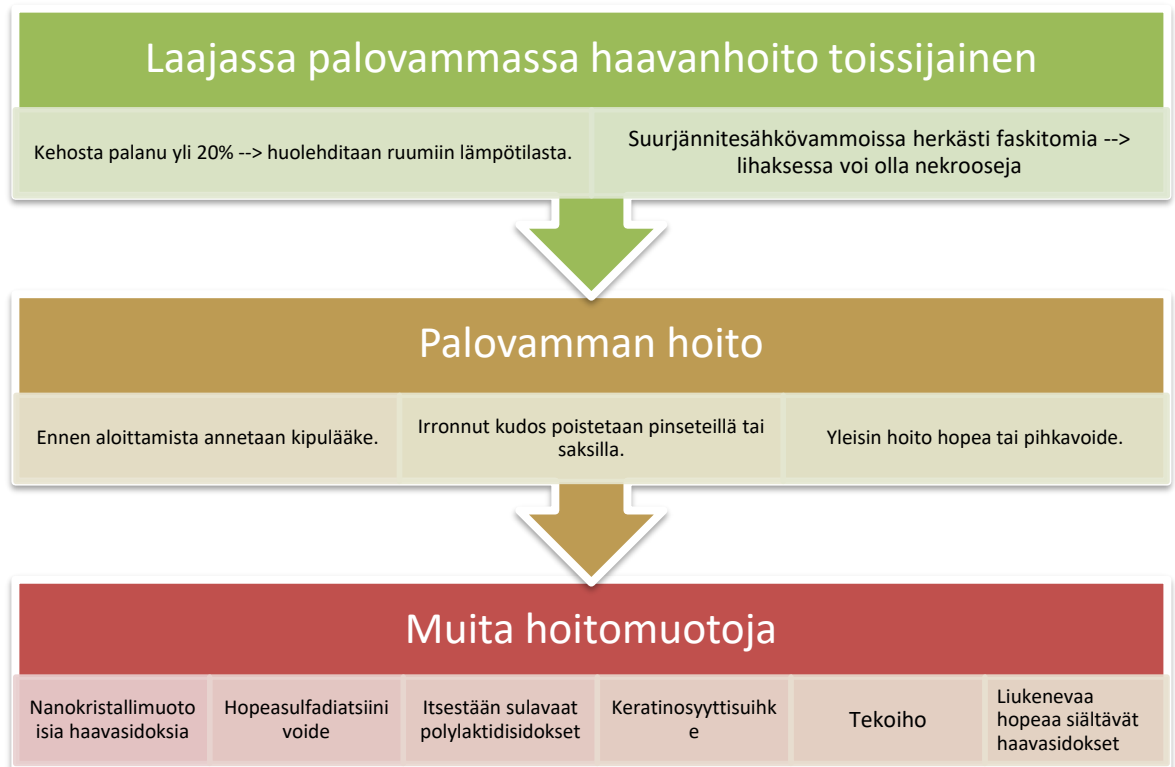 Laajassa palovammassa haavanhoito toissijainen
Kehosta palanu yli 20% --> huolehditaan ruumiin lämpötilasta.
Suurjännitesähkövammoissa herkästi faskitomia -->
lihaksessa voi olla nekrooseja
Palovamman hoito
Ennen aloittamista annetaan kipulääke.
Irronnut kudos poistetaan pinseteillä tai
saksilla.
Yleisin hoito hopea tai pihkavoide.
Muita hoitomuotoja
Nanokristallimuoto
isia haavasidoksia
Hopeasulfadiatsiini
voide
Itsestään sulavaat
polylaktidisidokset
Keratinosyyttisuihk
e
Tekoiho
Liukenevaa
hopeaa siältävät
haavasidokset